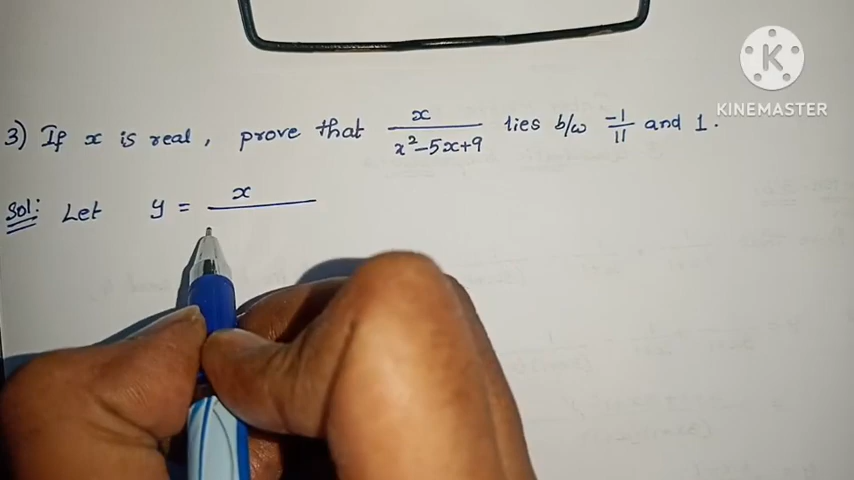 KINEMASTER
3) If x is real, prove that x/(x²-5x+9) lies b/w -1/11 and 1.
Sol: Let y = x